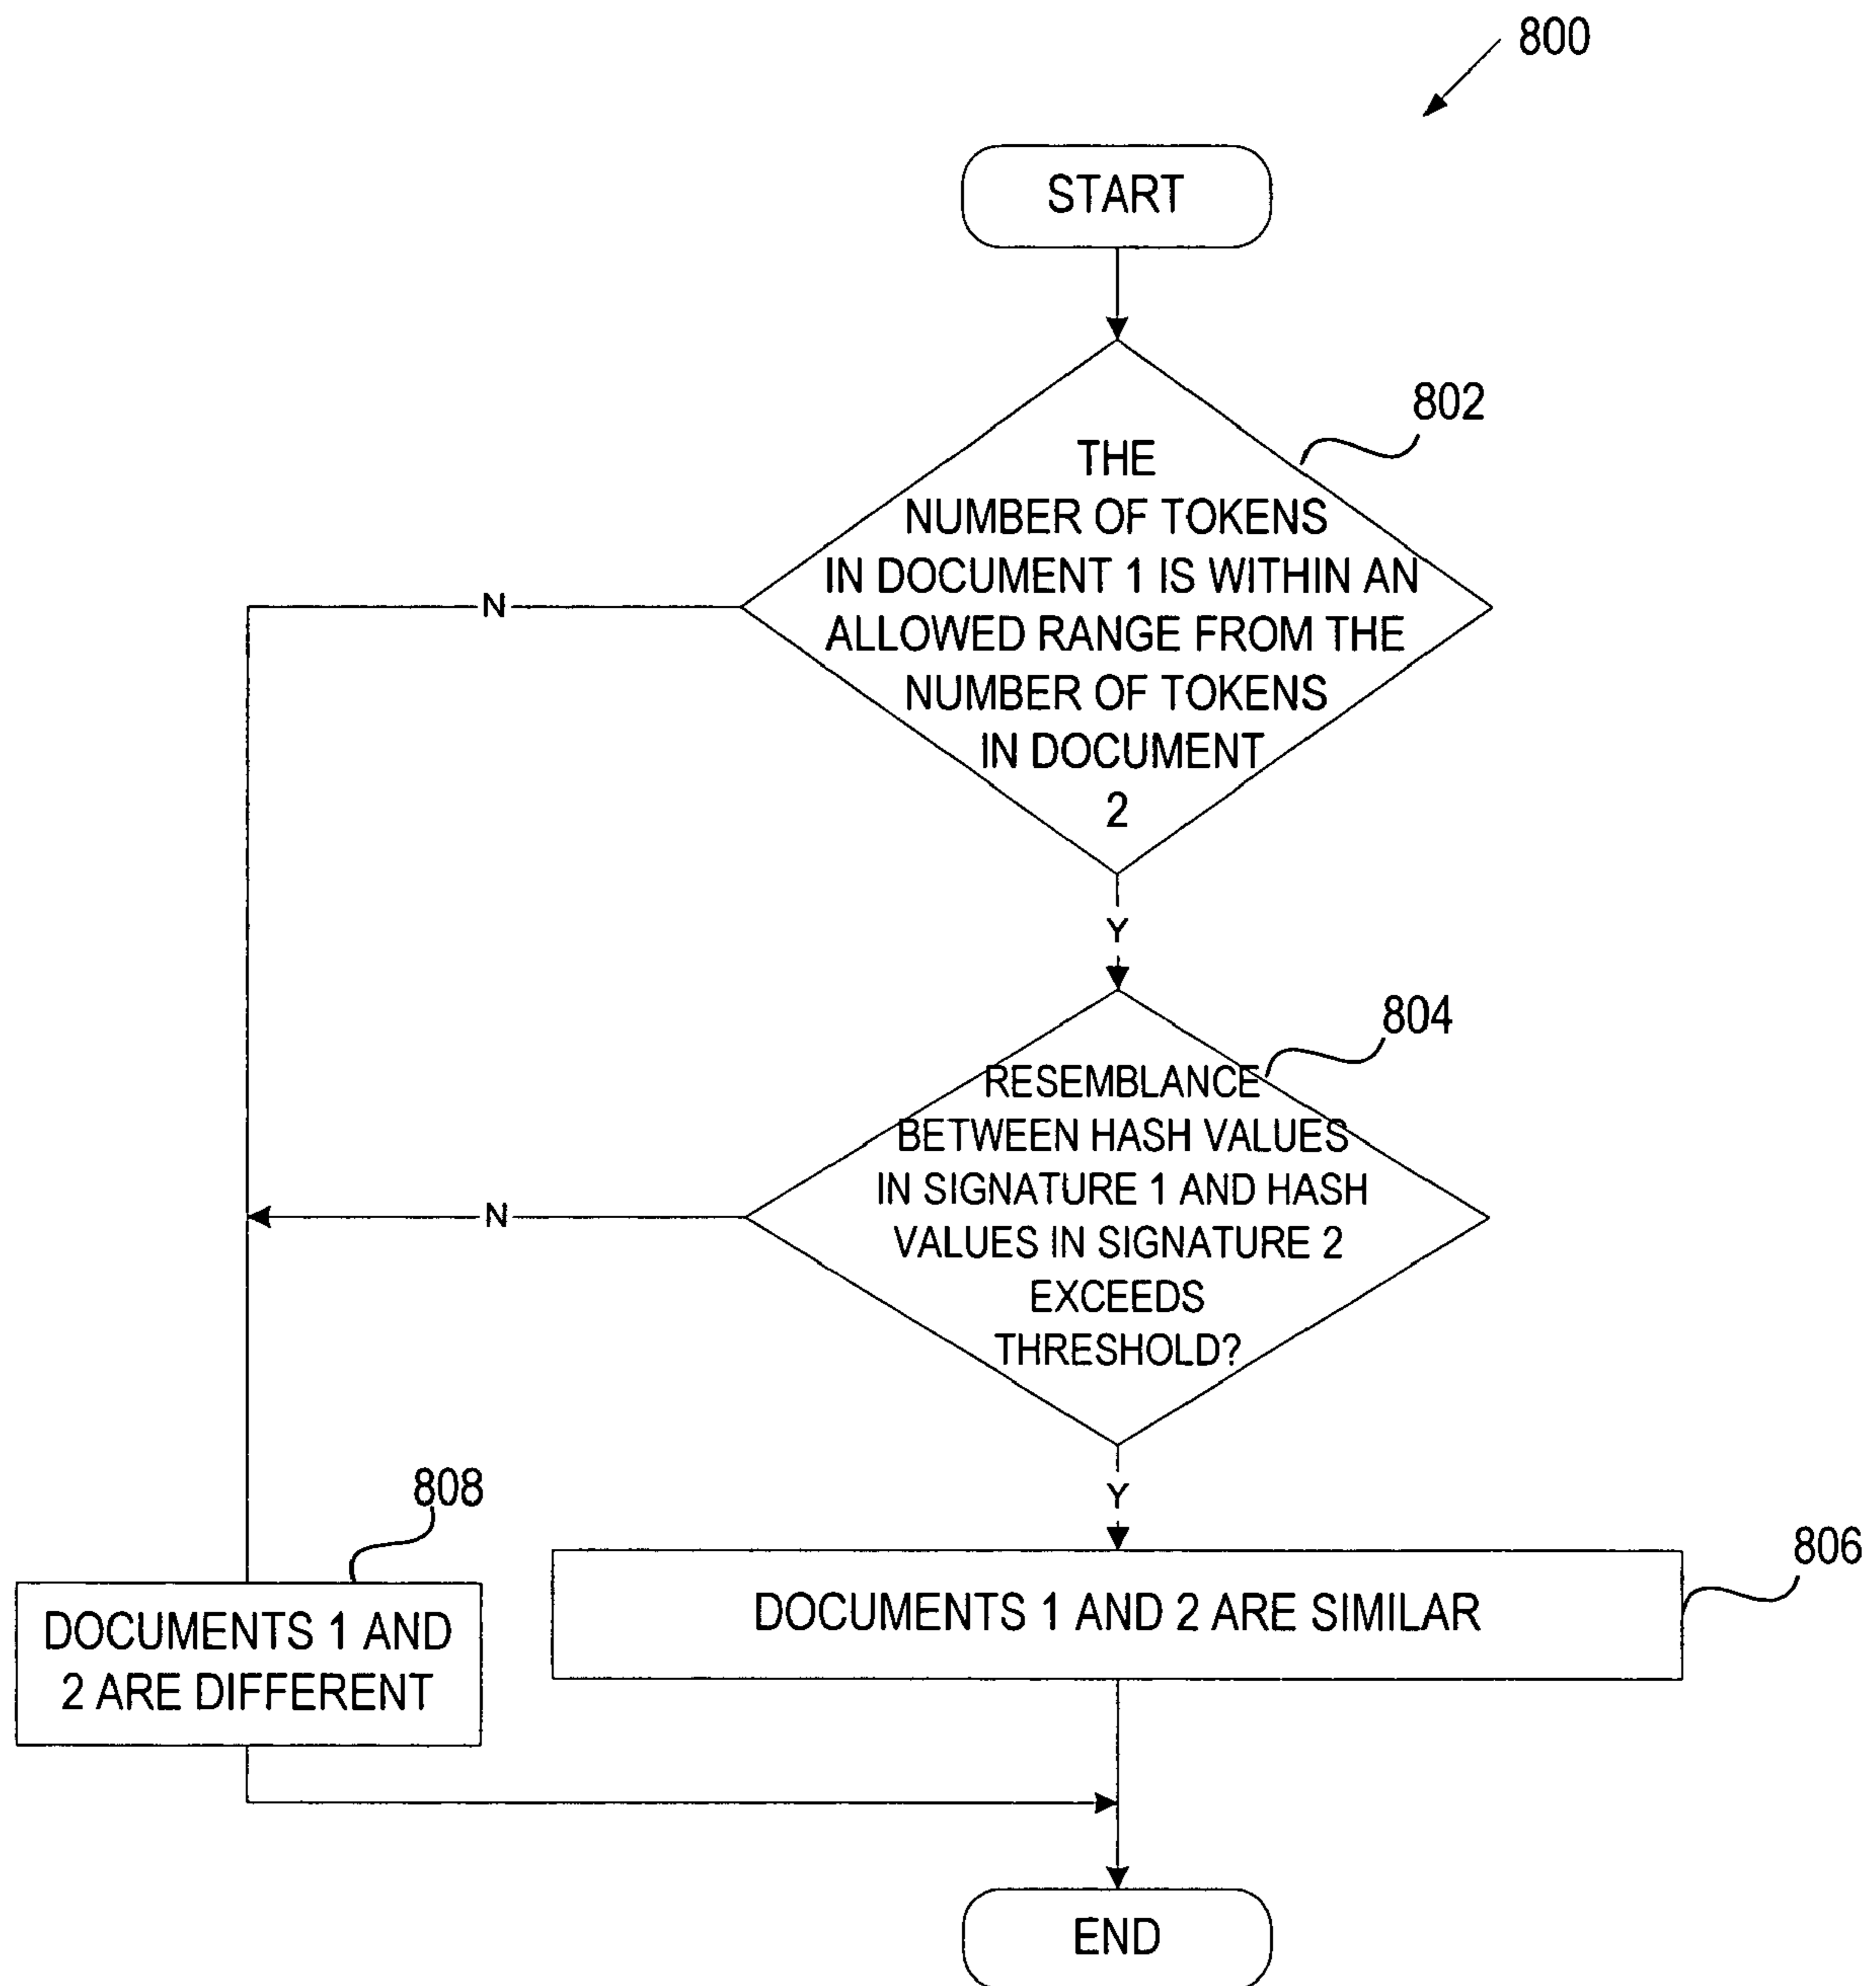 800
START
802
THE
NUMBER OF TOKENS
IN DOCUMENT 1 IS WITHIN AN
ALLOWED RANGE FROM THE
NUMBER OF TOKENS
IN DOCUMENT
2
N
Y
804
RESEMBLANCE
BETWEEN HASH VALUES
IN SIGNATURE 1 AND HASH
VALUES IN SIGNATURE 2
EXCEEDS
THRESHOLD?
N
Y
808
806
DOCUMENTS 1 AND
2 ARE DIFFERENT
DOCUMENTS 1 AND 2 ARE SIMILAR
END